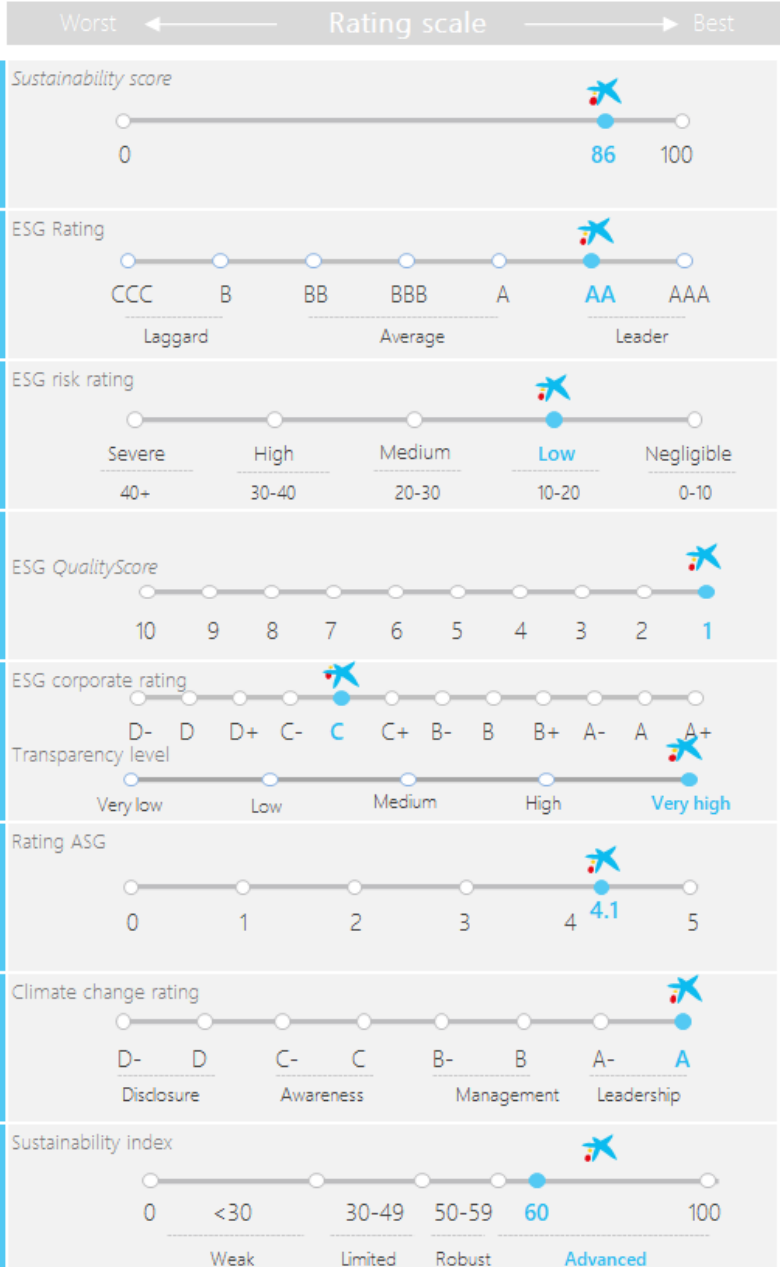 Worst Rating scale Best
Sustainability score
0 86 100
ESG Rating
CCC B BB BBB A AA AAA
Laggard Average Leader
ESG risk rating
Severe High Medium Low Negligible
40+ 30-40 20-30 10-20 0-10
ESG QualityScore
10 9 8 7 6 5 4 3 2 1
ESG corporate rating
D- D D+ C- C C+ B- B B+ A- A A+
Transparency level
Very low Low Medium High Very high
Rating ASG
0 1 2 3 4 4.1 5
Climate change rating
D- D C- C B- B A- A
Disclosure Awareness Management Leadership
Sustainability index
0 <30 30-49 50-59 60 100
Weak Limited Robust Advanced